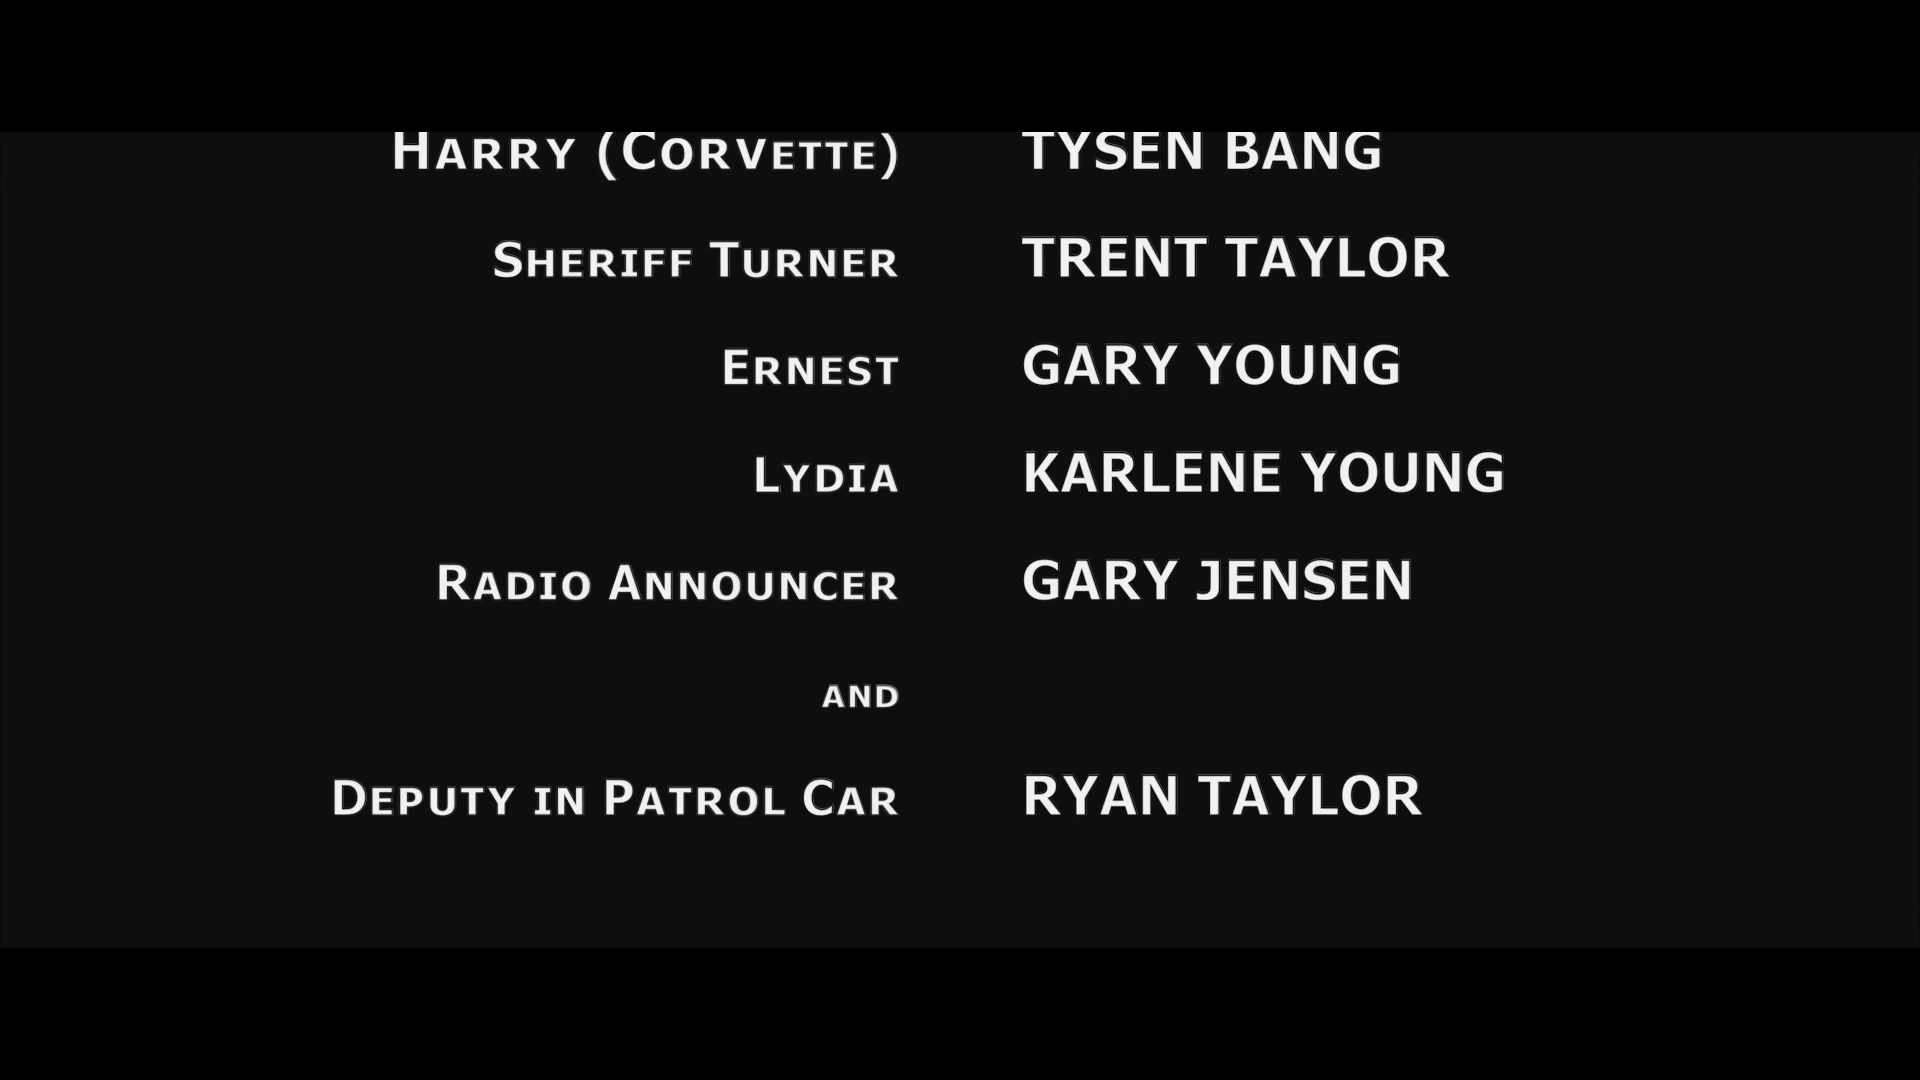 Harry (Corvette) TYSEN BANG
Sheriff Turner TRENT TAYLOR
Ernest GARY YOUNG
Lydia KARLENE YOUNG
Radio Announcer GARY JENSEN
and
Deputy in Patrol Car RYAN TAYLOR